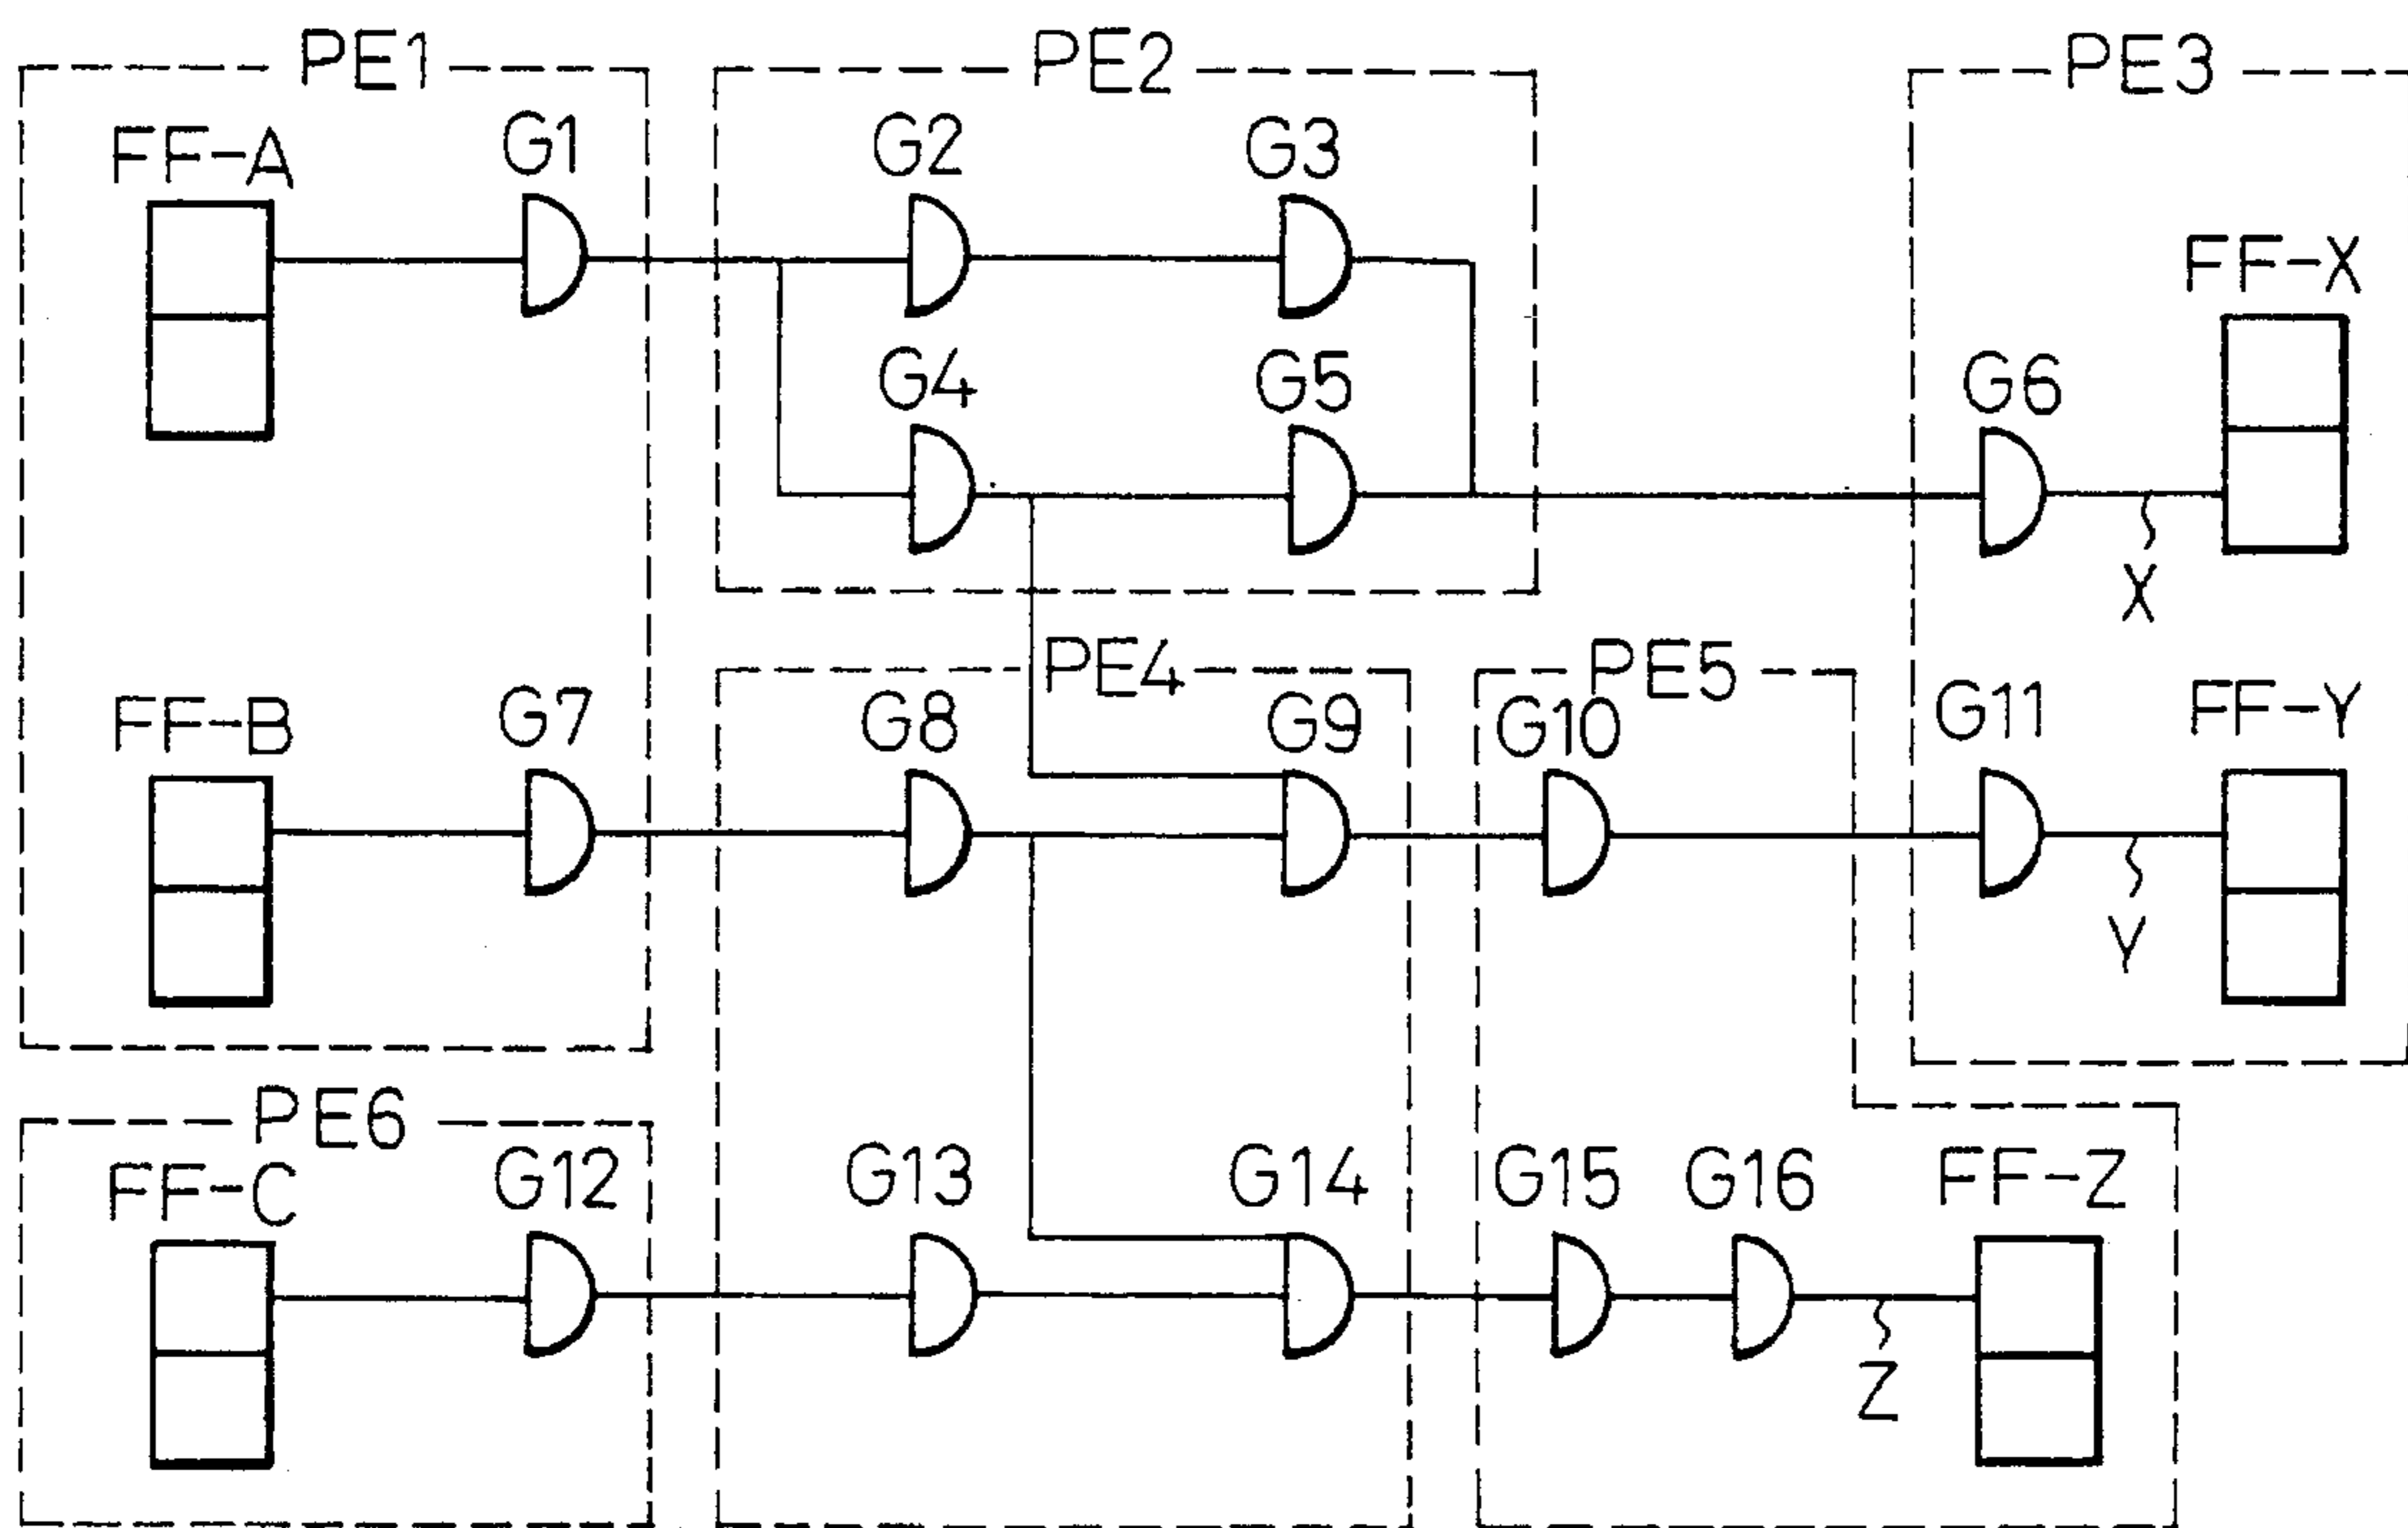 PE1 PE2 PE3
FF-A G1 G2 G3
FF-X
G4 G5 G6
X
PE4 PE5
FF-B G7 G8 G9 G10 G11 FF-Y
Y
PE6
FF-C G12 G13 G14 G15 G16 FF-Z
Z